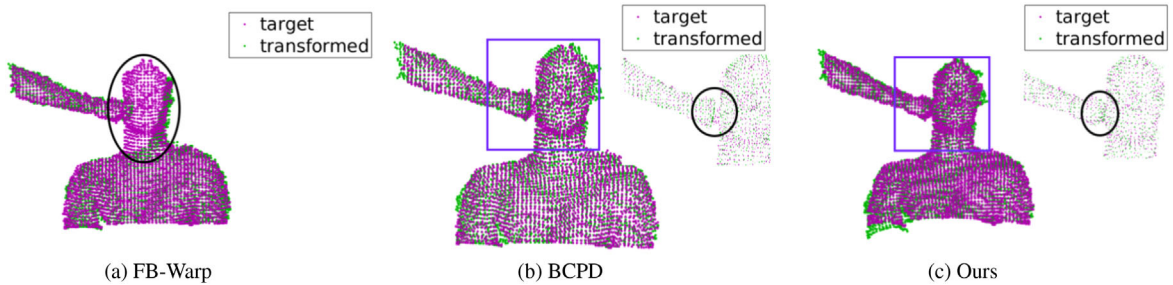 target
transformed
target
transformed
target
transformed
(a) FB-Warp
(b) BCPD
(c) Ours